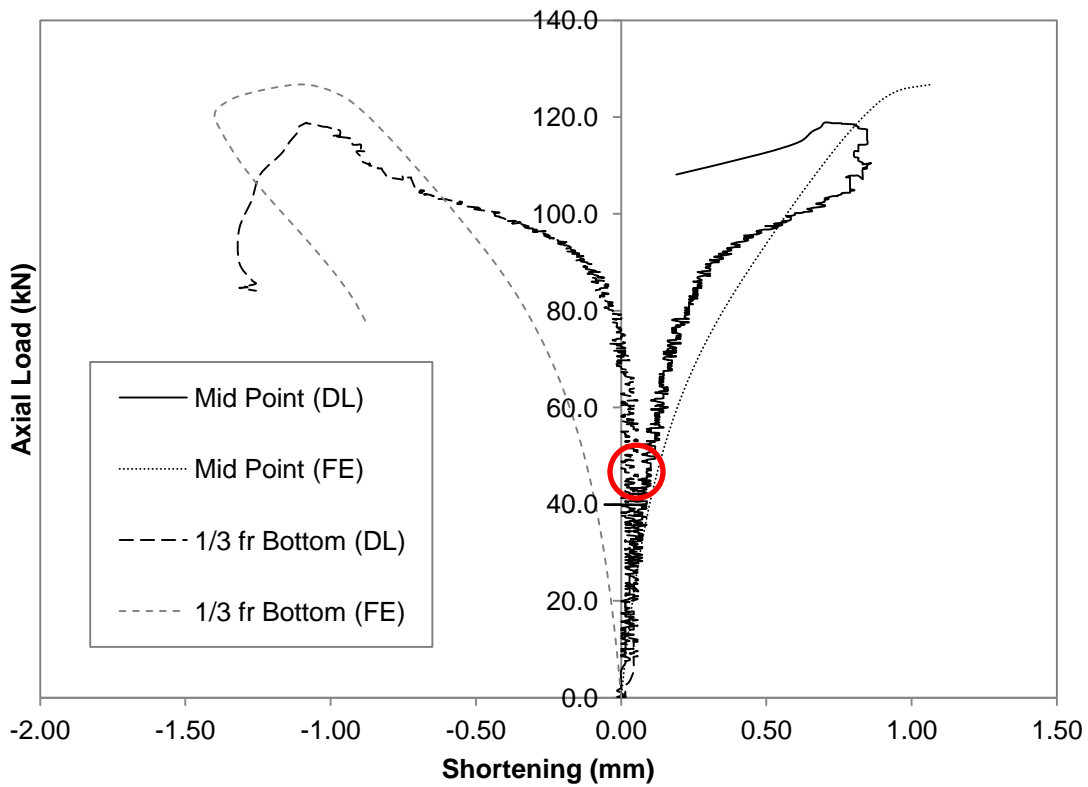 140.0
120.0
100.0
80.0
60.0
40.0
20.0
0.0
Axial Load (kN)
Mid Point (DL)
Mid Point (FE)
1/3 fr Bottom (DL)
1/3 fr Bottom (FE)
-2.00 -1.50 -1.00 -0.50 0.00 0.50 1.00 1.50
Shortening (mm)